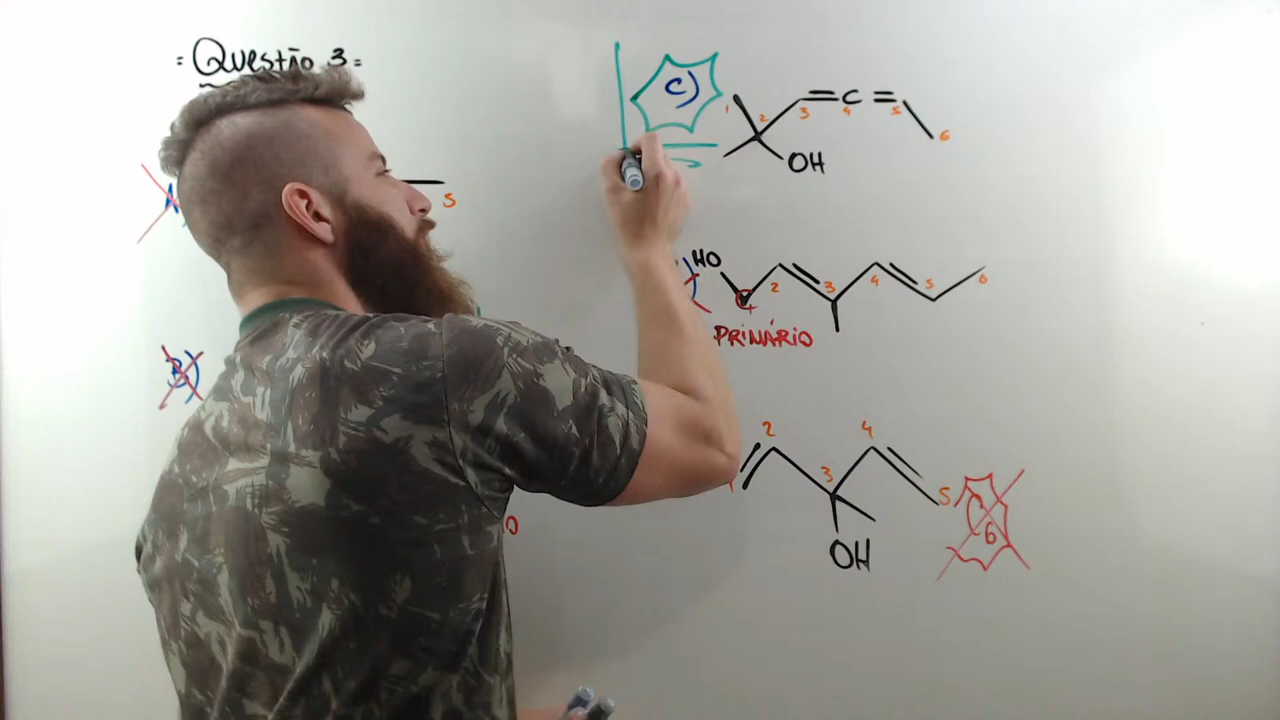 = Questão 3 =
C)
1 2 3 C 4 5 6
OH
A
5
HO
2 3 4 5 6
PRIMÁRIO
B)
2 4
1 3 5
C6
O
OH